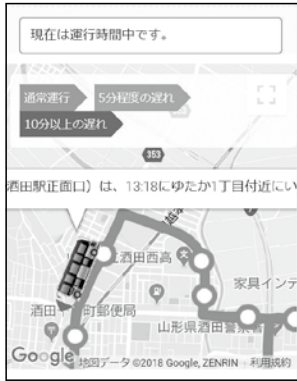 現在は運行時間中です。
通常運行
5分程度の遅れ
10分以上の遅れ
353
酒田駅正面口）は、13:18にゆたか1丁目付近にい
酒田西高
家具インテ
酒田
町郵便局
山形県酒田警察署
Google
地図データ ©2018 Google, ZENRIN
利用規約